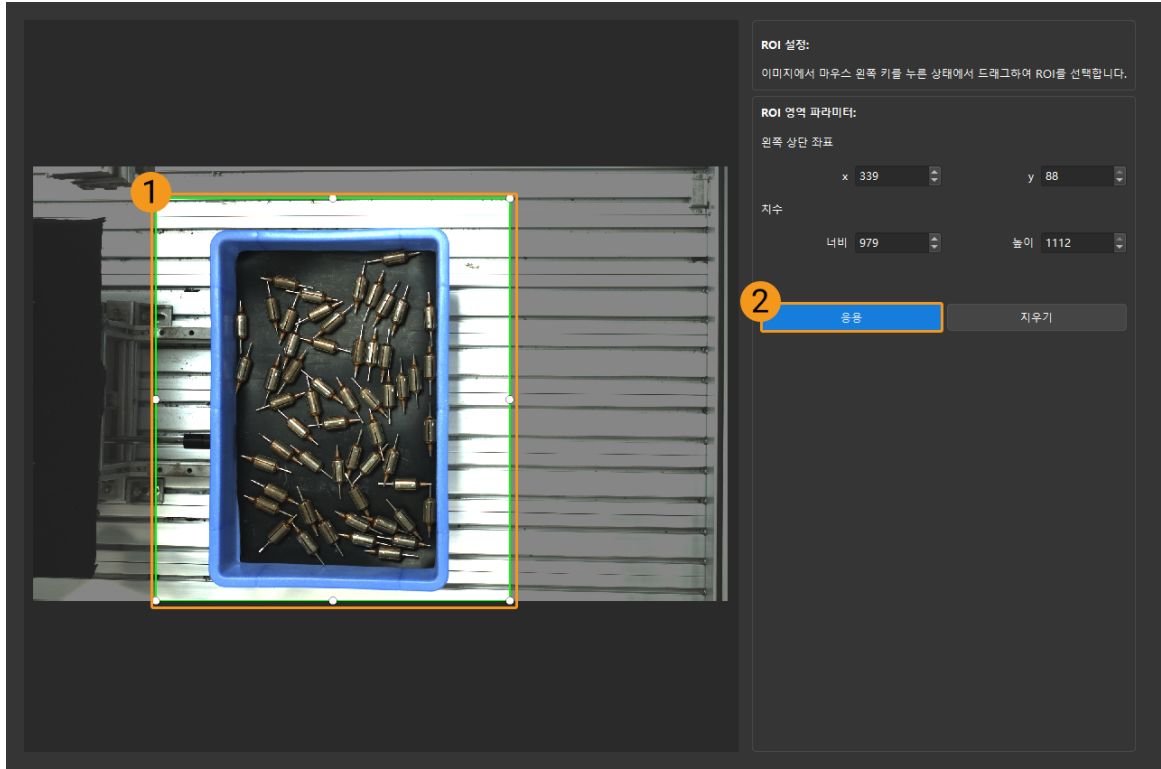 ROI 설정:
이미지에서 마우스 왼쪽 키를 누른 상태에서 드래그하여 ROI를 선택합니다.
ROI 영역 파라미터:
왼쪽 상단 좌표
x 339 y 88
치수
너비 979 높이 1112
응용 지우기
1
2